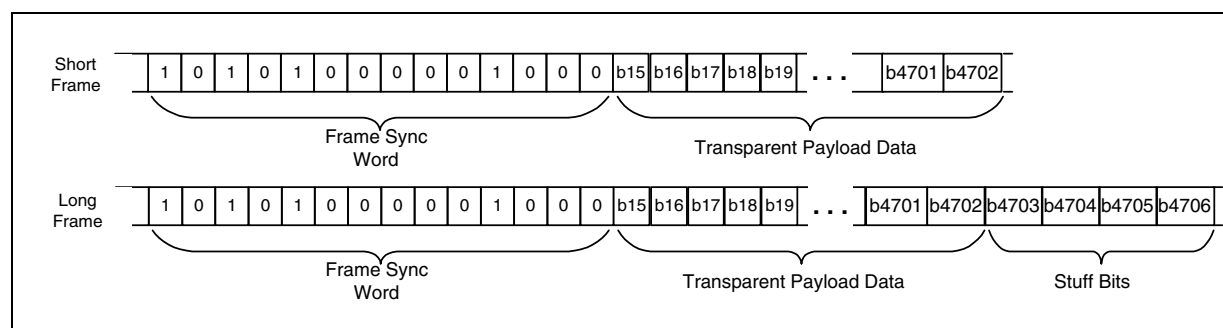 Short
Frame
1 0 1 0 1 0 0 0 0 0 1 0 0 0 b15 b16 b17 b18 b19 . . . b4701 b4702
Frame Sync
Word
Transparent Payload Data
Long
Frame
1 0 1 0 1 0 0 0 0 0 1 0 0 0 b15 b16 b17 b18 b19 . . . b4701 b4702 b4703 b4704 b4705 b4706
Frame Sync
Word
Transparent Payload Data
Stuff Bits